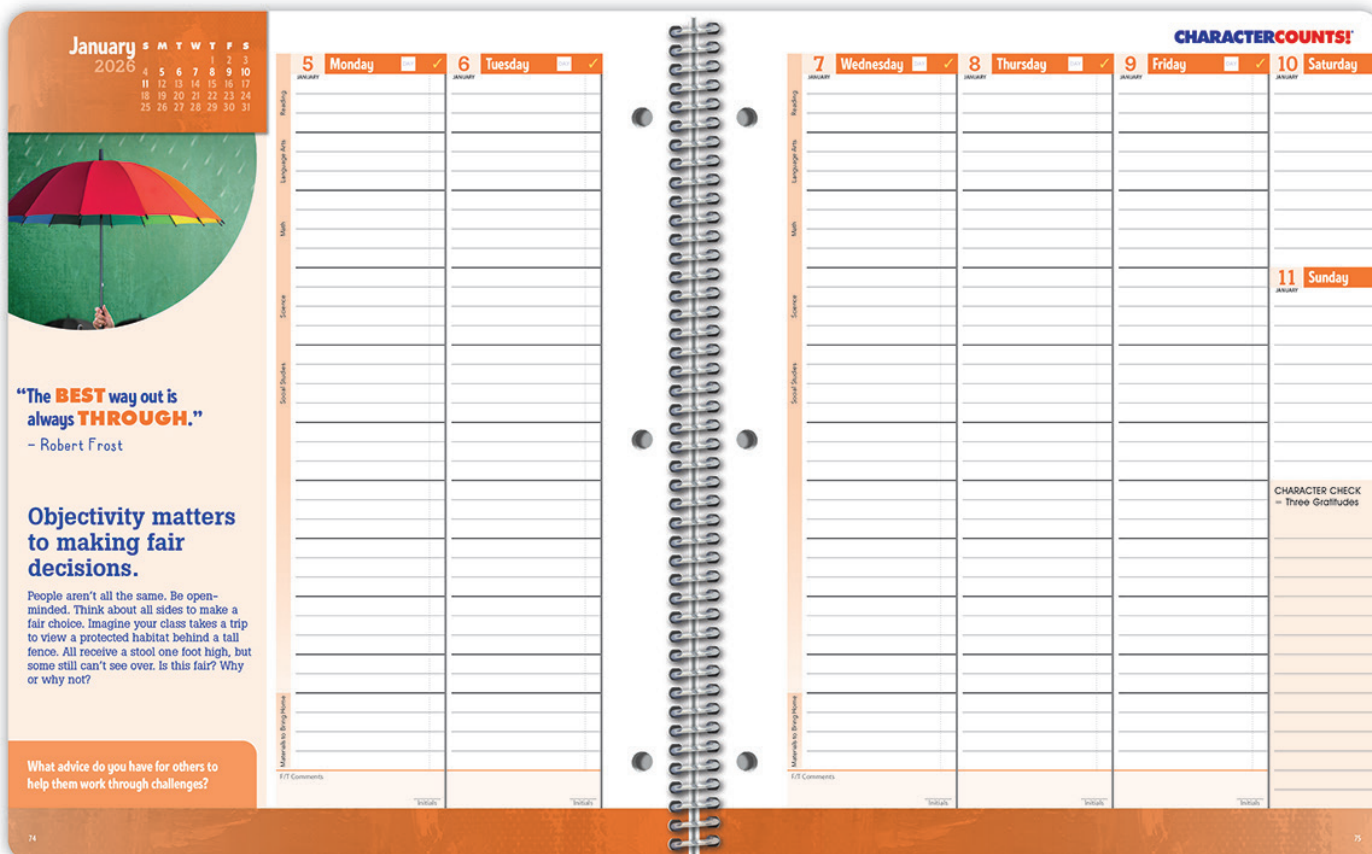 January
2026
S M T W T F S
1 2 3
4 5 6 7 8 9 10
11 12 13 14 15 16 17
18 19 20 21 22 23 24
25 26 27 28 29 30 31
“The BEST way out is
always THROUGH.”
– Robert Frost
Objectivity matters
to making fair
decisions.
People aren’t all the same. Be open-
minded. Think about all sides to make a
fair choice. Imagine your class takes a trip
to view a protected habitat behind a tall
fence. All receive a stool one foot high, but
some still can’t see over. Is this fair? Why
or why not?
What advice do you have for others to
help them work through challenges?
74
5 Monday DAY ✓
JANUARY
6 Tuesday DAY ✓
JANUARY
Reading
Language Arts
Math
Science
Social Studies
Materials to Bring Home
F/T Comments
Initials
Initials
CHARACTERCOUNTS!
7 Wednesday DAY ✓
JANUARY
8 Thursday DAY ✓
JANUARY
9 Friday DAY ✓
JANUARY
10 Saturday
JANUARY
Reading
Language Arts
Math
Science
Social Studies
Materials to Bring Home
11 Sunday
JANUARY
CHARACTER CHECK
– Three Gratitudes
F/T Comments
Initials
Initials
Initials
75